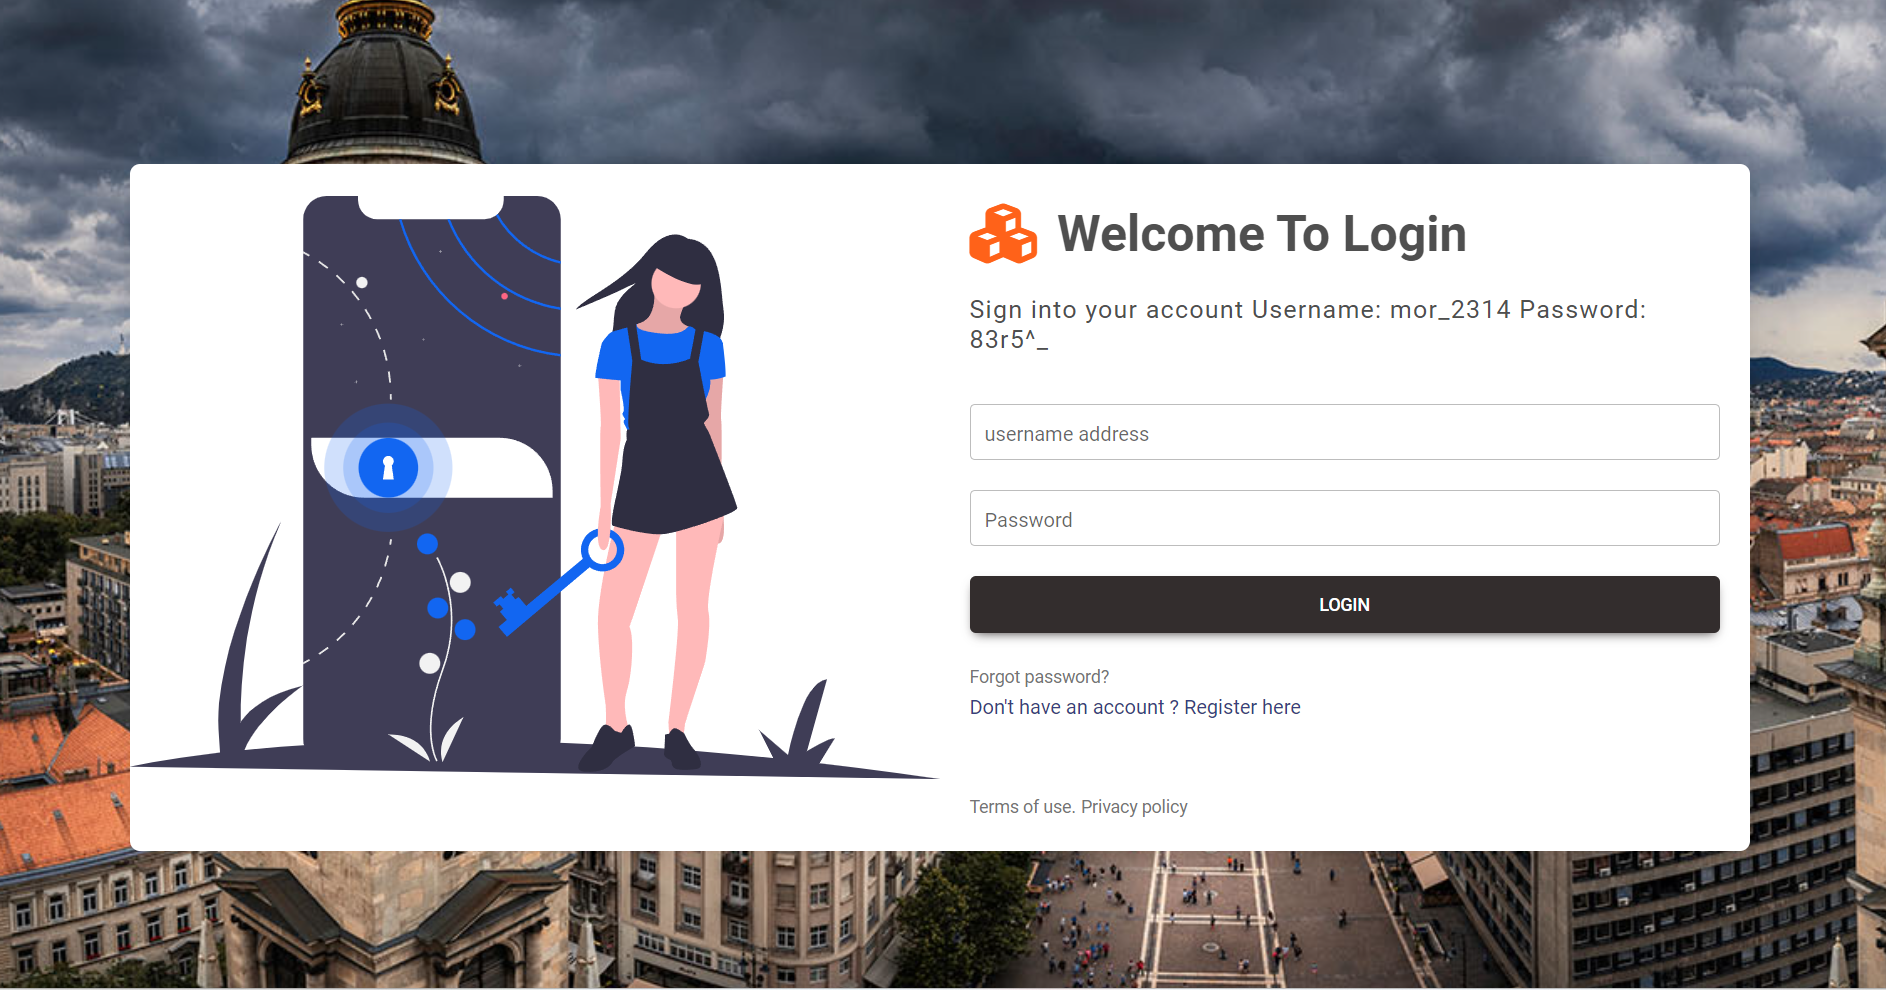 Welcome To Login
Sign into your account Username: mor_2314 Password:
83r5^_
username address
Password
LOGIN
Forgot password?
Don't have an account ? Register here
Terms of use. Privacy policy